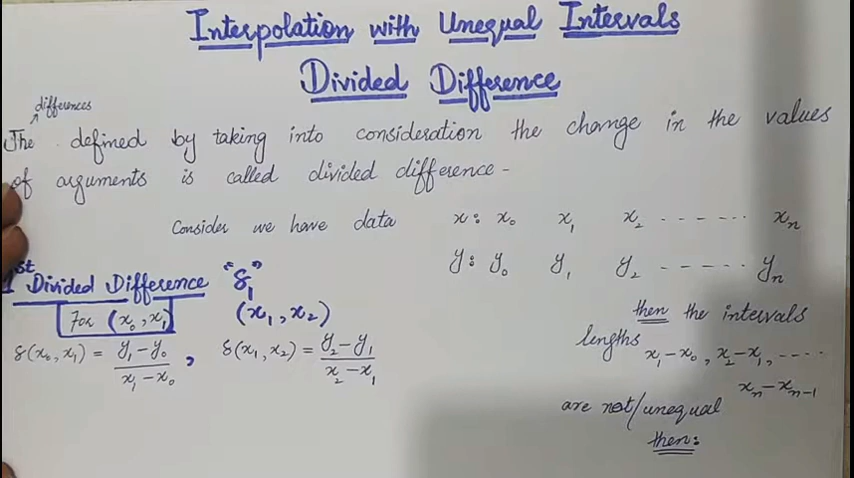 Interpolation with Unequal Intervals
Divided Difference
differences
The defined by taking into consideration the change in the values
of arguments is called divided difference -
Consider we have data x: x₀ x₁ x₂ ------ xₙ
y: y₀ y₁ y₂ ------ yₙ
1st Divided Difference "δ₁"
For (x₀, x₁) (x₁, x₂)
δ(x₀, x₁) = y₁-y₀ / x₁-x₀ , δ(x₁, x₂) = y₂-y₁ / x₂-x₁
then the intervals
lengths x₁-x₀, x₂-x₁, ----
xₙ-xₙ₋₁
are not/unequal
then: